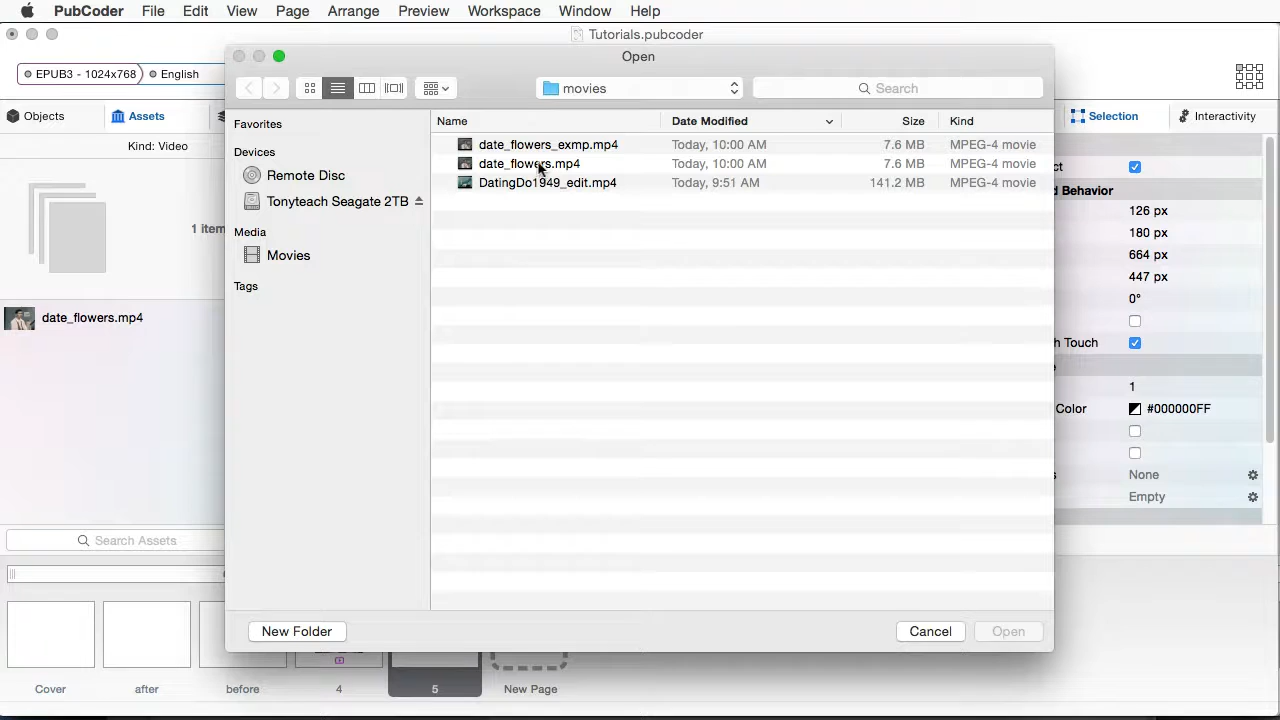 PubCoder File Edit View Page Arrange Preview Workspace Window Help
Tutorials.pubcoder
EPUB3 - 1024x768 English
Open
movies
Search
Objects
Assets
Selection
Interactivity
Kind: Video
1 item
date_flowers.mp4
Search Assets
Favorites
Devices
Remote Disc
Tonyteach Seagate 2TB
Media
Movies
Tags
Name Date Modified Size Kind
date_flowers_exmp.mp4 Today, 10:00 AM 7.6 MB MPEG-4 movie
date_flowers.mp4 Today, 10:00 AM 7.6 MB MPEG-4 movie
DatingDo1949_edit.mp4 Today, 9:51 AM 141.2 MB MPEG-4 movie
New Folder Cancel Open
Behavior
126 px
180 px
664 px
447 px
0°
Touch
1
Color #000000FF
None
Empty
Cover after before 4 5 New Page